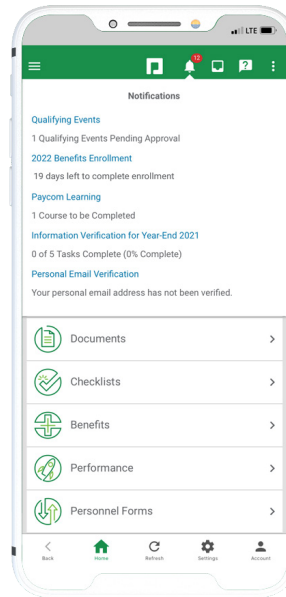 LTE
12
?
Notifications
Qualifying Events
1 Qualifying Events Pending Approval
2022 Benefits Enrollment
19 days left to complete enrollment
Paycom Learning
1 Course to be Completed
Information Verification for Year-End 2021
0 of 5 Tasks Complete (0% Complete)
Personal Email Verification
Your personal email address has not been verified.
Documents
Checklists
Benefits
Performance
Personnel Forms
Back Home Refresh Settings Account